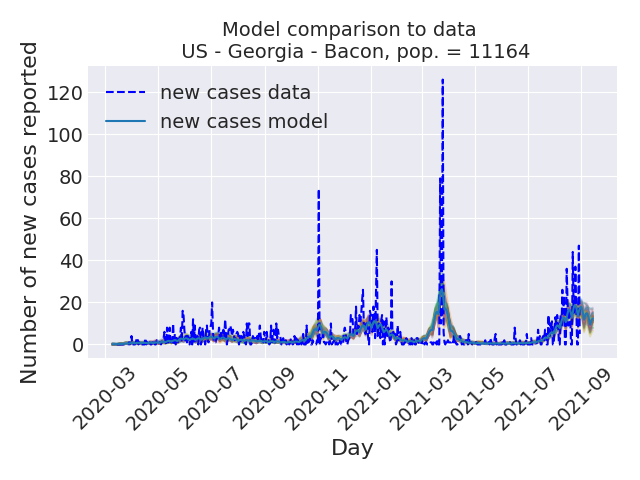 Model comparison to data
US - Georgia - Bacon, pop. = 11164
Number of new cases reported
120
100
80
60
40
20
0
new cases data
new cases model
2020-03
2020-05
2020-07
2020-09
2020-11
2021-01
2021-03
2021-05
2021-07
2021-09
Day